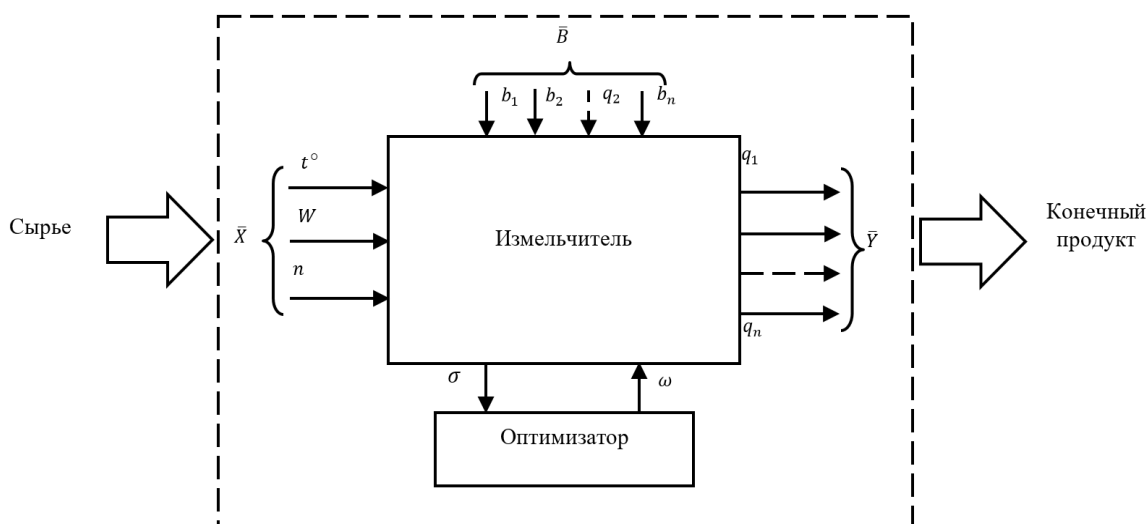 B̄
b₁ b₂ q₂ bₙ
t°
q₁
Сырье
X̄
W
Измельчитель
Ȳ
Конечный
продукт
n
qₙ
σ
ω
Оптимизатор